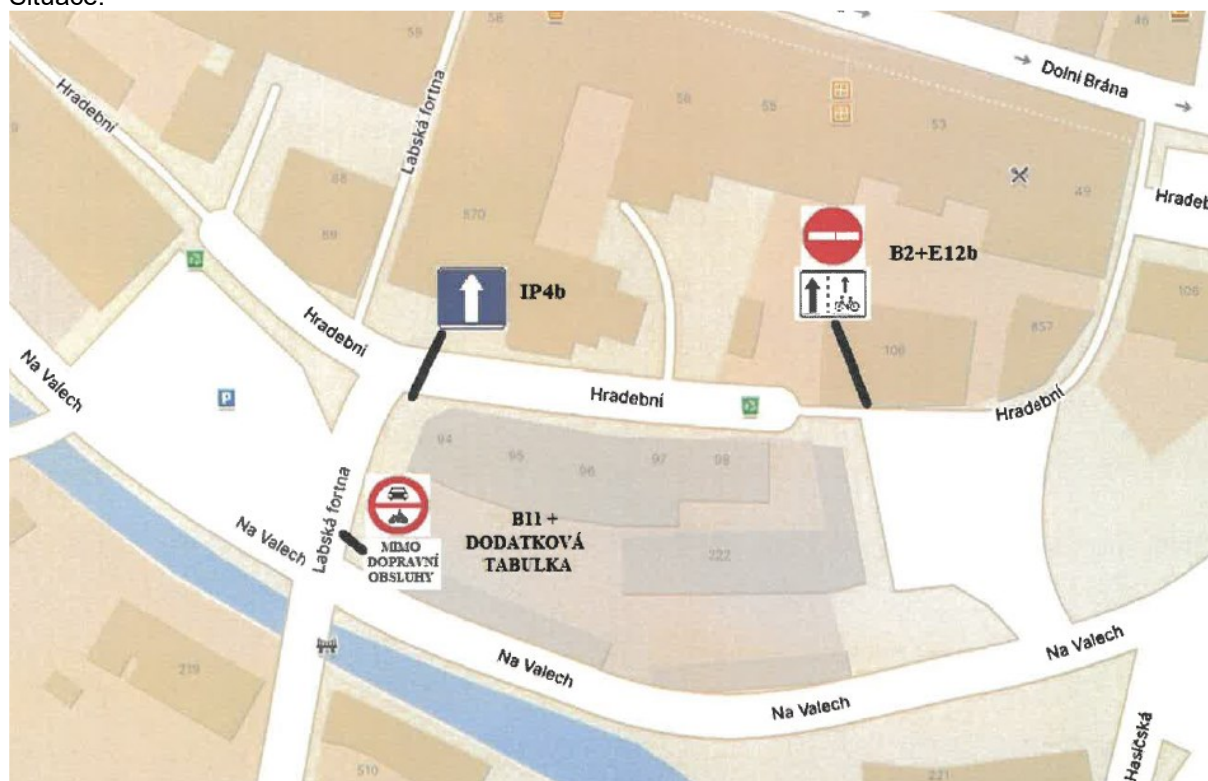 Situace:
59
58
46
Dolní Brána
Hradební
Labská fortna
56
55
53
49
Hradeb
68
69
570
B2+E12b
IP4b
106
857
106
Hradební
Hradební
Hradební
Na Valech
P
94
95
96
97
98
Labská fortna
MIMO
DOPRAVNÍ
OBSLUHY
B11 +
DODATKOVÁ
TABULKA
222
Na Valech
Na Valech
Na Valech
Na Valech
219
510
221
Hasičská